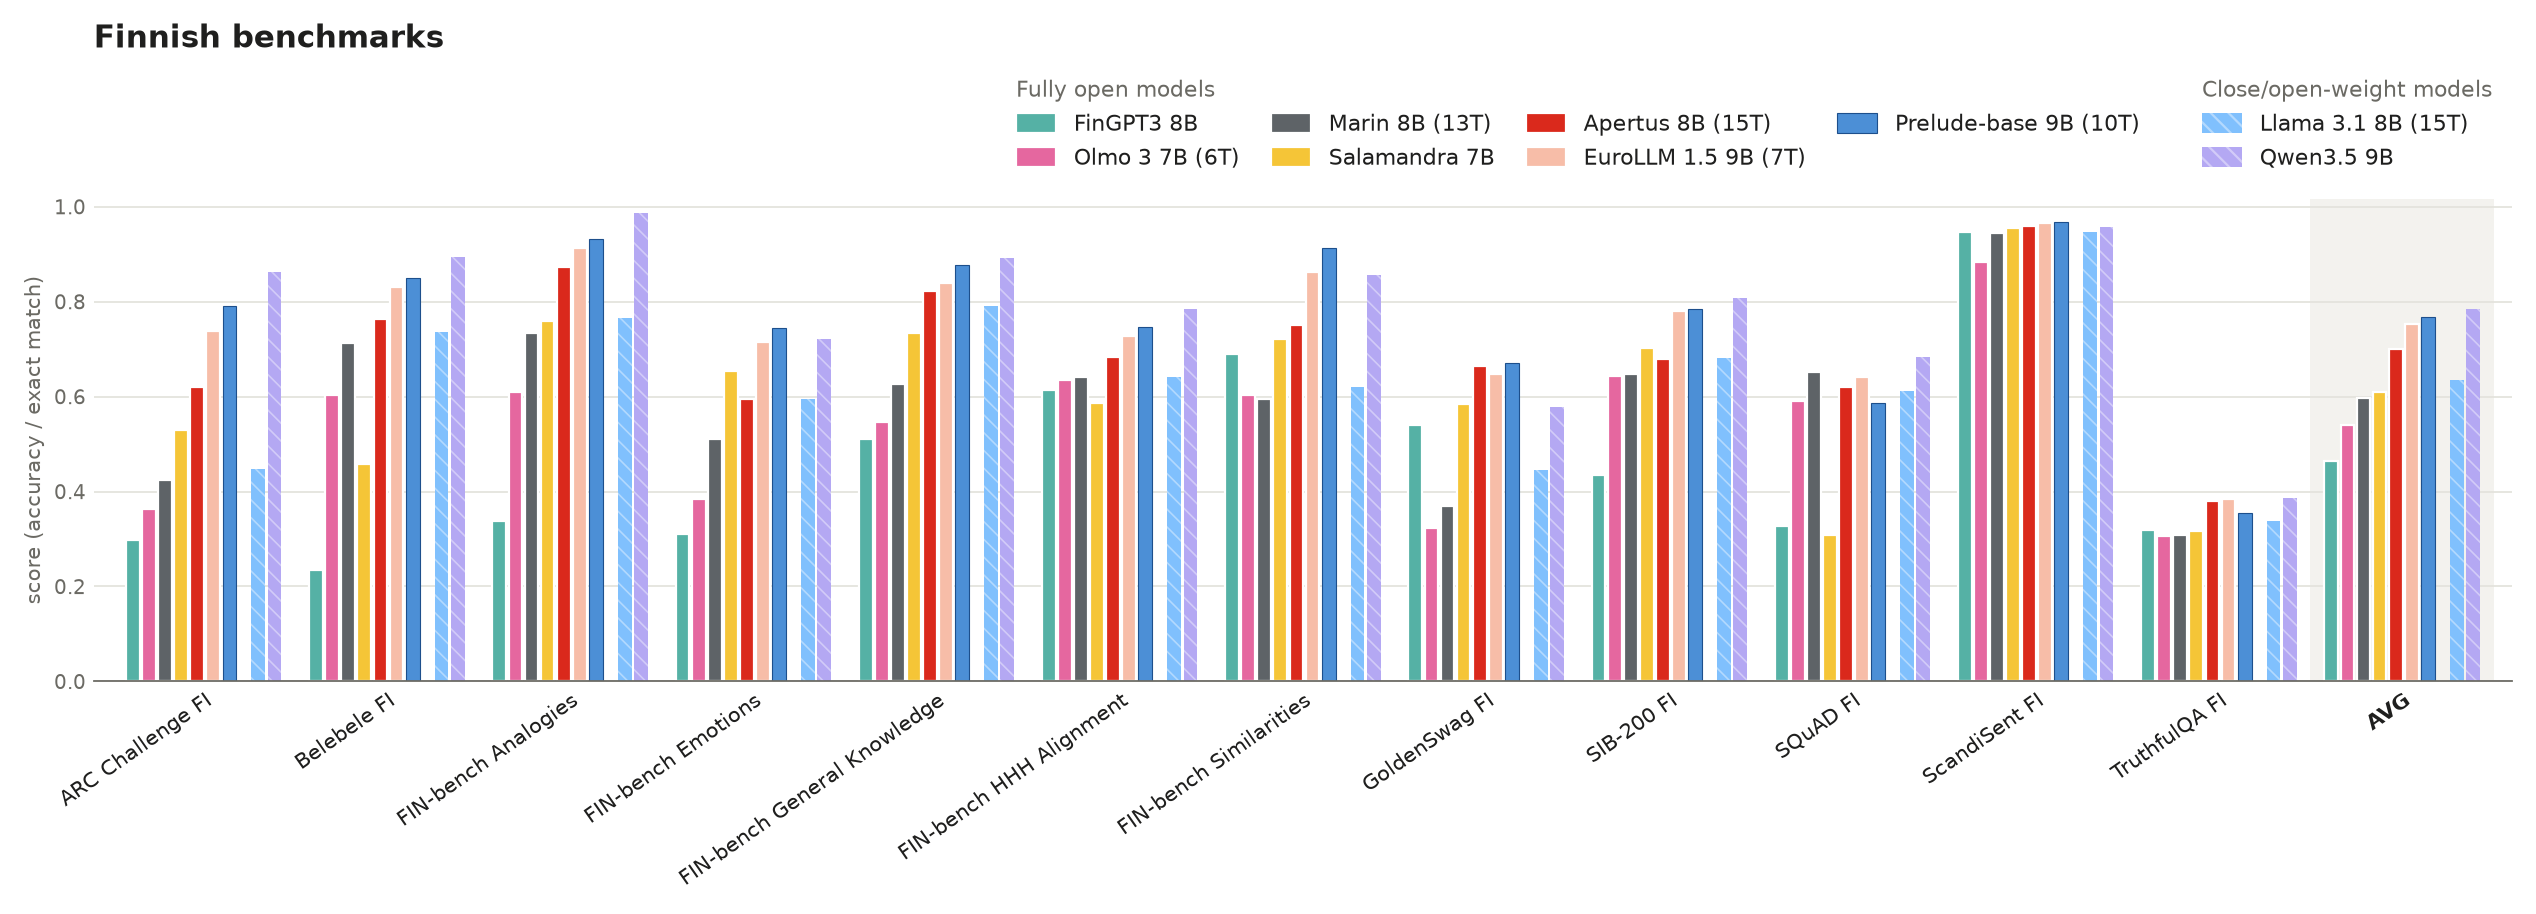 Finnish benchmarks
Fully open models
Close/open-weight models
FinGPT3 8B
Marin 8B (13T)
Apertus 8B (15T)
Prelude-base 9B (10T)
Llama 3.1 8B (15T)
Olmo 3 7B (6T)
Salamandra 7B
EuroLLM 1.5 9B (7T)
Qwen3.5 9B
score (accuracy / exact match)
1.0
0.8
0.6
0.4
0.2
0.0
ARC Challenge FI
Belebele FI
FIN-bench Analogies
FIN-bench Emotions
FIN-bench General Knowledge
FIN-bench HHH Alignment
FIN-bench Similarities
GoldenSwag FI
SIB-200 FI
SQuAD FI
ScandiSent FI
TruthfulQA FI
AVG